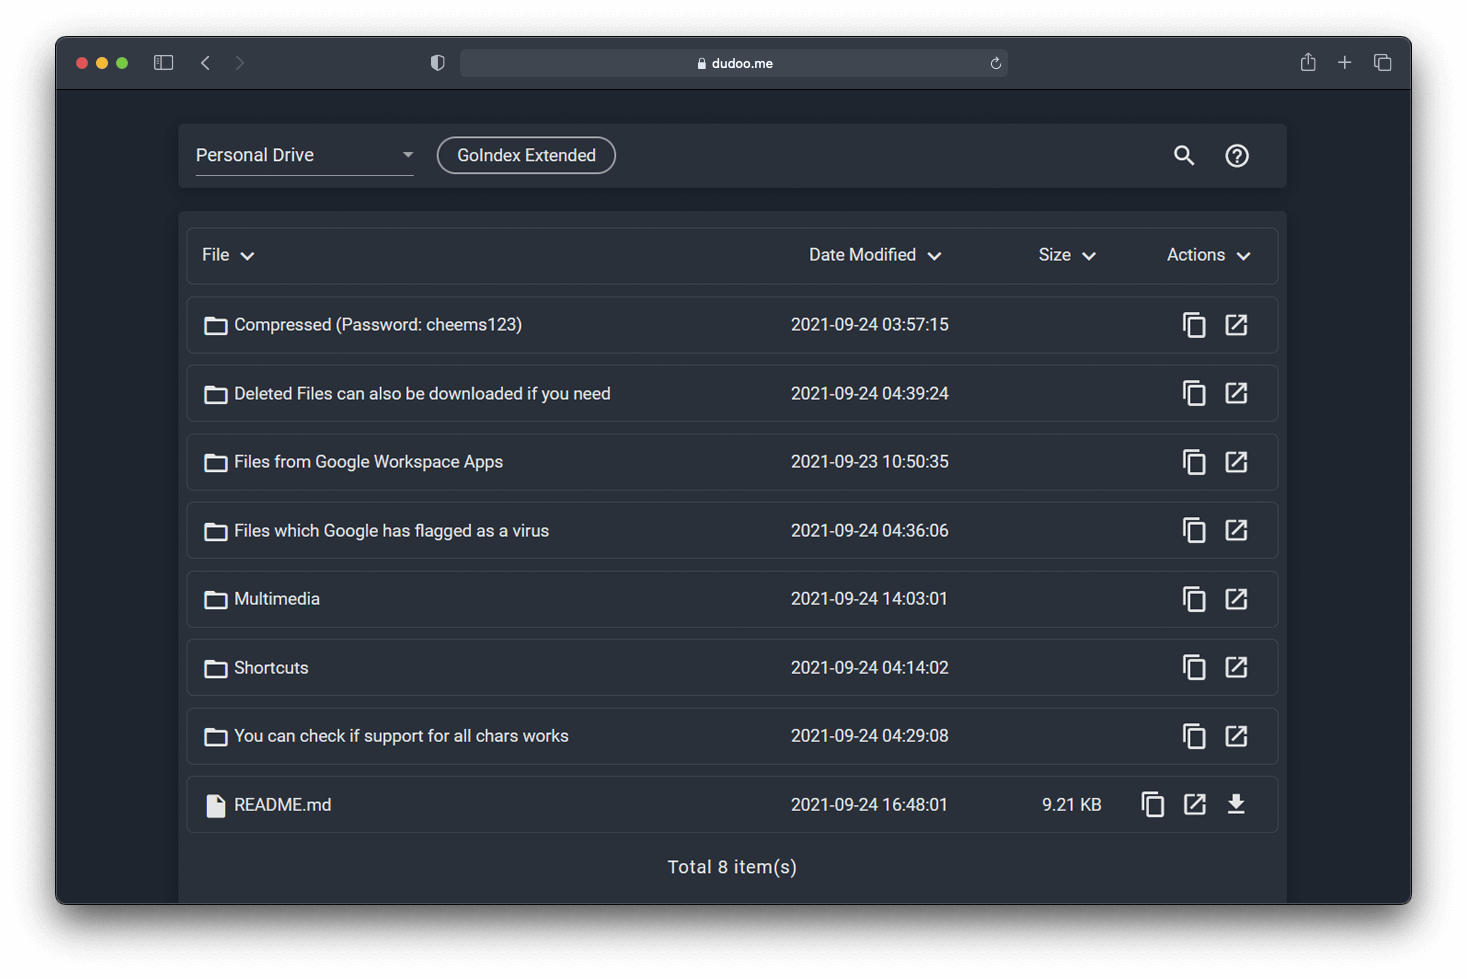 dudoo.me
Personal Drive GoIndex Extended
File Date Modified Size Actions
Compressed (Password: cheems123) 2021-09-24 03:57:15
Deleted Files can also be downloaded if you need 2021-09-24 04:39:24
Files from Google Workspace Apps 2021-09-23 10:50:35
Files which Google has flagged as a virus 2021-09-24 04:36:06
Multimedia 2021-09-24 14:03:01
Shortcuts 2021-09-24 04:14:02
You can check if support for all chars works 2021-09-24 04:29:08
README.md 2021-09-24 16:48:01 9.21 KB
Total 8 item(s)